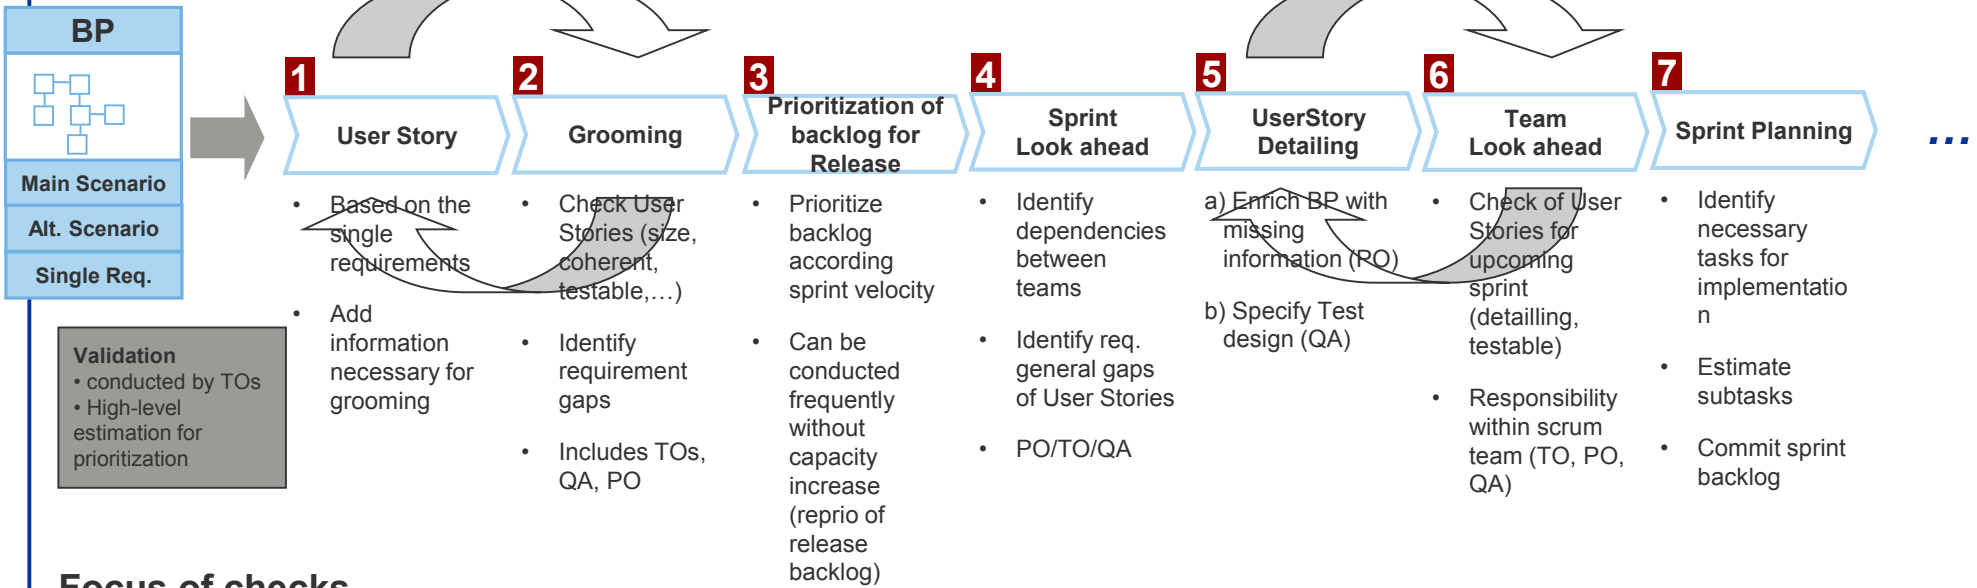 BP
Main Scenario
Alt. Scenario
Single Req.
Validation
• conducted by TOs
• High-level
estimation for
prioritization
1
User Story
• Based on the
single
requirements
• Add
information
necessary for
grooming
2
Grooming
• Check User
Stories (size,
coherent,
testable,…)
• Identify
requirement
gaps
• Includes TOs,
QA, PO
3
Prioritization of
backlog for
Release
• Prioritize
backlog
according
sprint velocity
• Can be
conducted
frequently
without
capacity
increase
(reprio of
release
backlog)
4
Sprint
Look ahead
• Identify
dependencies
between
teams
• Identify req.
general gaps
of User Stories
• PO/TO/QA
5
UserStory
Detailing
a) Enrich BP with
missing
information (PO)
b) Specify Test
design (QA)
6
Team
Look ahead
• Check of User
Stories for
upcoming
sprint
(detailling,
testable)
• Responsibility
within scrum
team (TO, PO,
QA)
7
Sprint Planning
• Identify
necessary
tasks for
implementatio
n
• Estimate
subtasks
• Commit sprint
backlog
...
Focus of checks